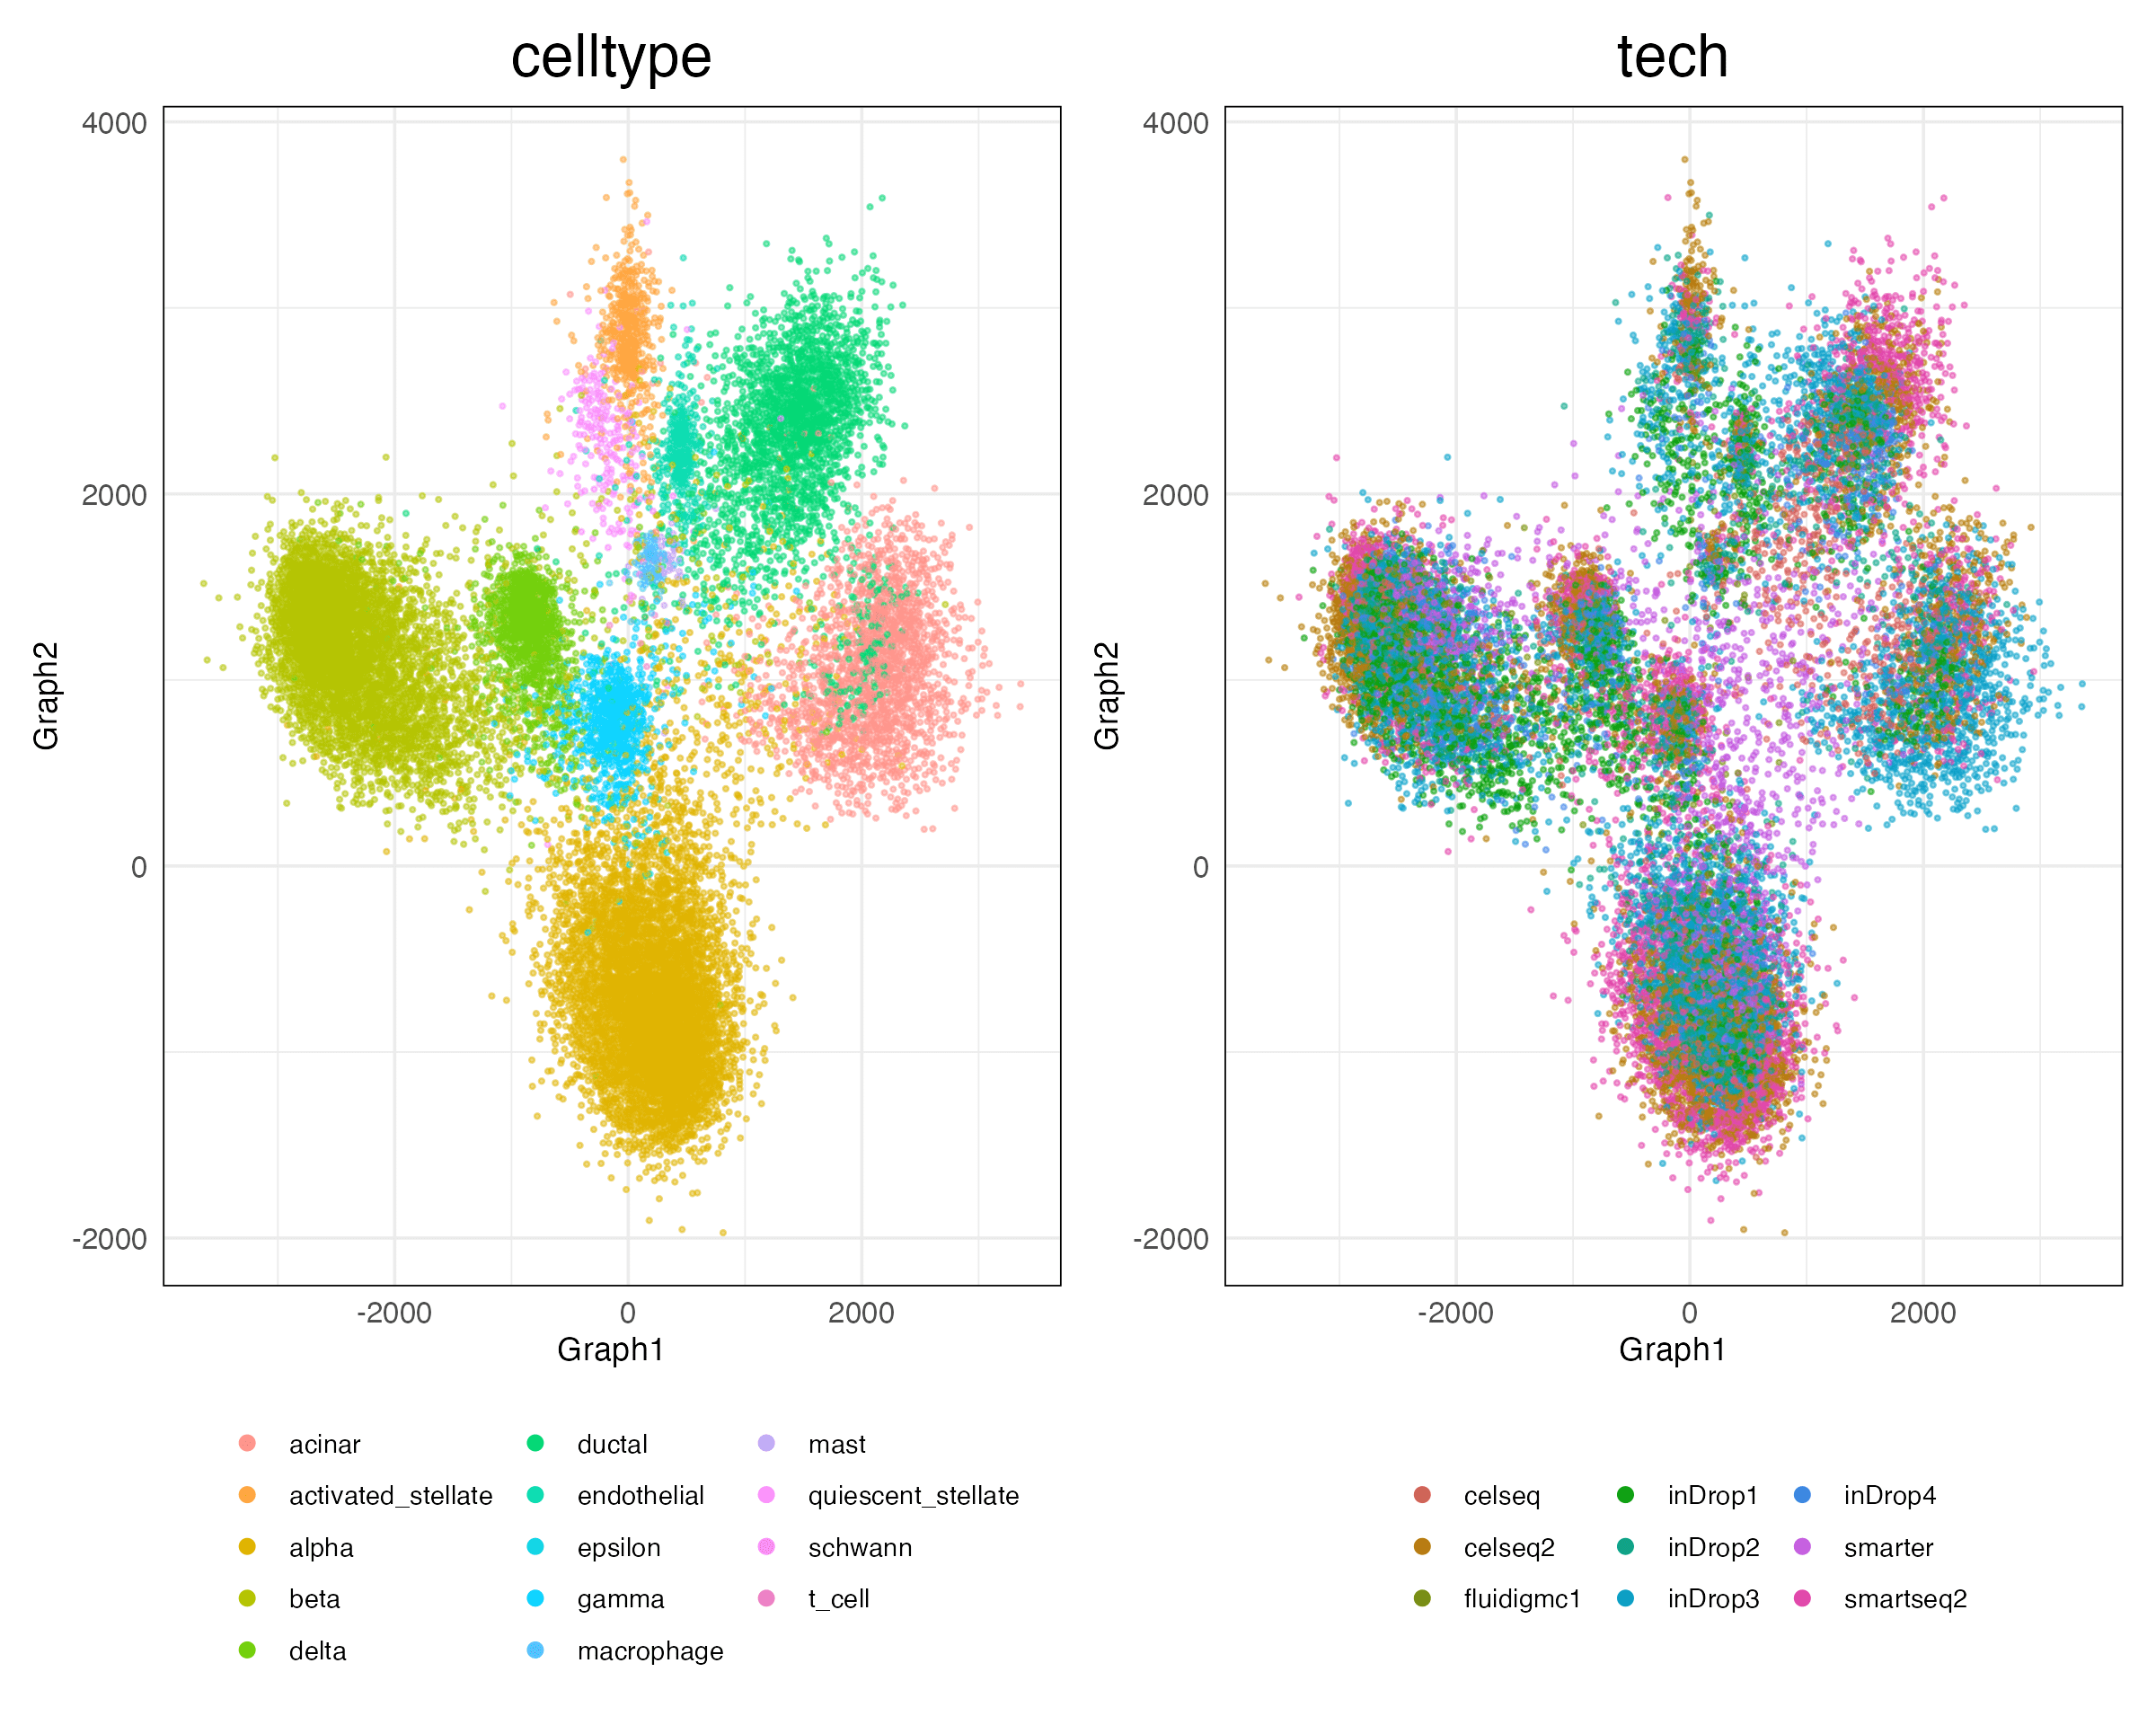 celltype
4000
2000
0
-2000
Graph2
-2000 0 2000
Graph1
acinar
activated_stellate
alpha
beta
delta
ductal
endothelial
epsilon
gamma
macrophage
mast
quiescent_stellate
schwann
t_cell
tech
4000
2000
0
-2000
Graph2
-2000 0 2000
Graph1
celseq
celseq2
fluidigmc1
inDrop1
inDrop2
inDrop3
inDrop4
smarter
smartseq2